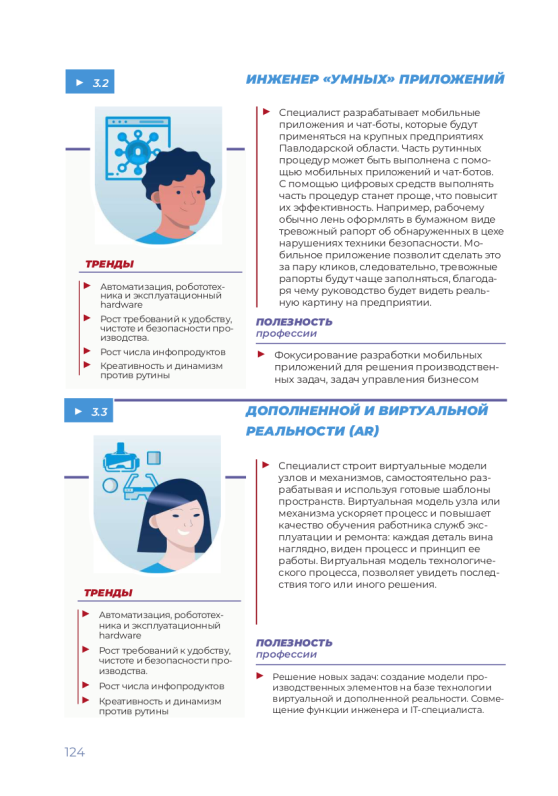 3.2
ИНЖЕНЕР «УМНЫХ» ПРИЛОЖЕНИЙ
Специалист разрабатывает мобильные
приложения и чат-боты, которые будут
применяться на крупных предприятиях
Павлодарской области. Часть рутинных
процедур может быть выполнена с помо-
щью мобильных приложений и чат-ботов.
С помощью цифровых средств выполнять
часть процедур станет проще, что повысит
их эффективность. Например, рабочему
обычно лень оформлять в бумажном виде
тревожный рапорт об обнаруженных в цехе
нарушениях техники безопасности. Мо-
бильное приложение позволит сделать это
за пару кликов, следовательно, тревожные
рапорты будут чаще заполняться, благода-
ря чему руководство будет видеть реаль-
ную картину на предприятии.
ТРЕНДЫ
Автоматизация, робототех-
ника и эксплуатационный
hardware
Рост требований к удобству,
чистоте и безопасности про-
изводства.
Рост числа инфопродуктов
Креативность и динамизм
против рутины
ПОЛЕЗНОСТЬ
профессии
Фокусирование разработки мобильных
приложений для решения производствен-
ных задач, задач управления бизнесом
3.3
ДОПОЛНЕННОЙ И ВИРТУАЛЬНОЙ
РЕАЛЬНОСТИ (AR)
Специалист строит виртуальные модели
узлов и механизмов, самостоятельно раз-
рабатывая и используя готовые шаблоны
пространств. Виртуальная модель узла или
механизма ускоряет процесс и повышает
качество обучения работника служб экс-
плуатации и ремонта: каждая деталь вина
наглядно, виден процесс и принцип ее
работы. Виртуальная модель технологиче-
ского процесса, позволяет увидеть послед-
ствия того или иного решения.
ТРЕНДЫ
Автоматизация, робототех-
ника и эксплуатационный
hardware
Рост требований к удобству,
чистоте и безопасности про-
изводства.
Рост числа инфопродуктов
Креативность и динамизм
против рутины
ПОЛЕЗНОСТЬ
профессии
Решение новых задач: создание модели про-
изводственных элементов на базе технологии
виртуальной и дополненной реальности. Совме-
щение функции инженера и IT-специалиста.
124